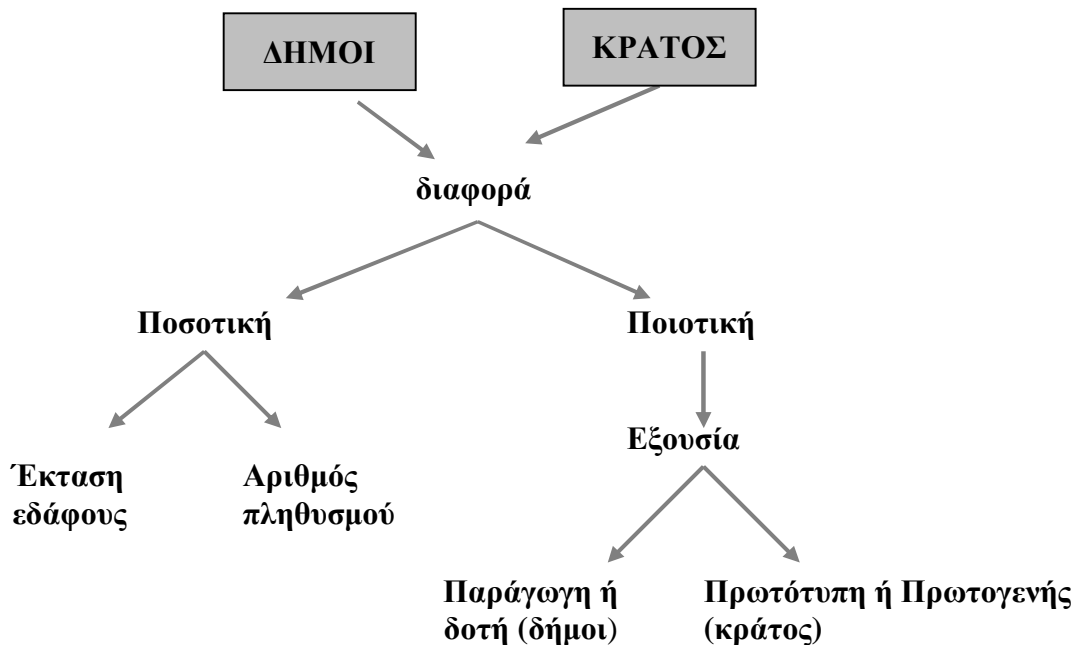 ΔΗΜΟΙ
ΚΡΑΤΟΣ
διαφορά
Ποσοτική
Ποιοτική
Εξουσία
Έκταση
εδάφους
Αριθμός
πληθυσμού
Παράγωγη ή
δοτή (δήμοι)
Πρωτότυπη ή Πρωτογενής
(κράτος)